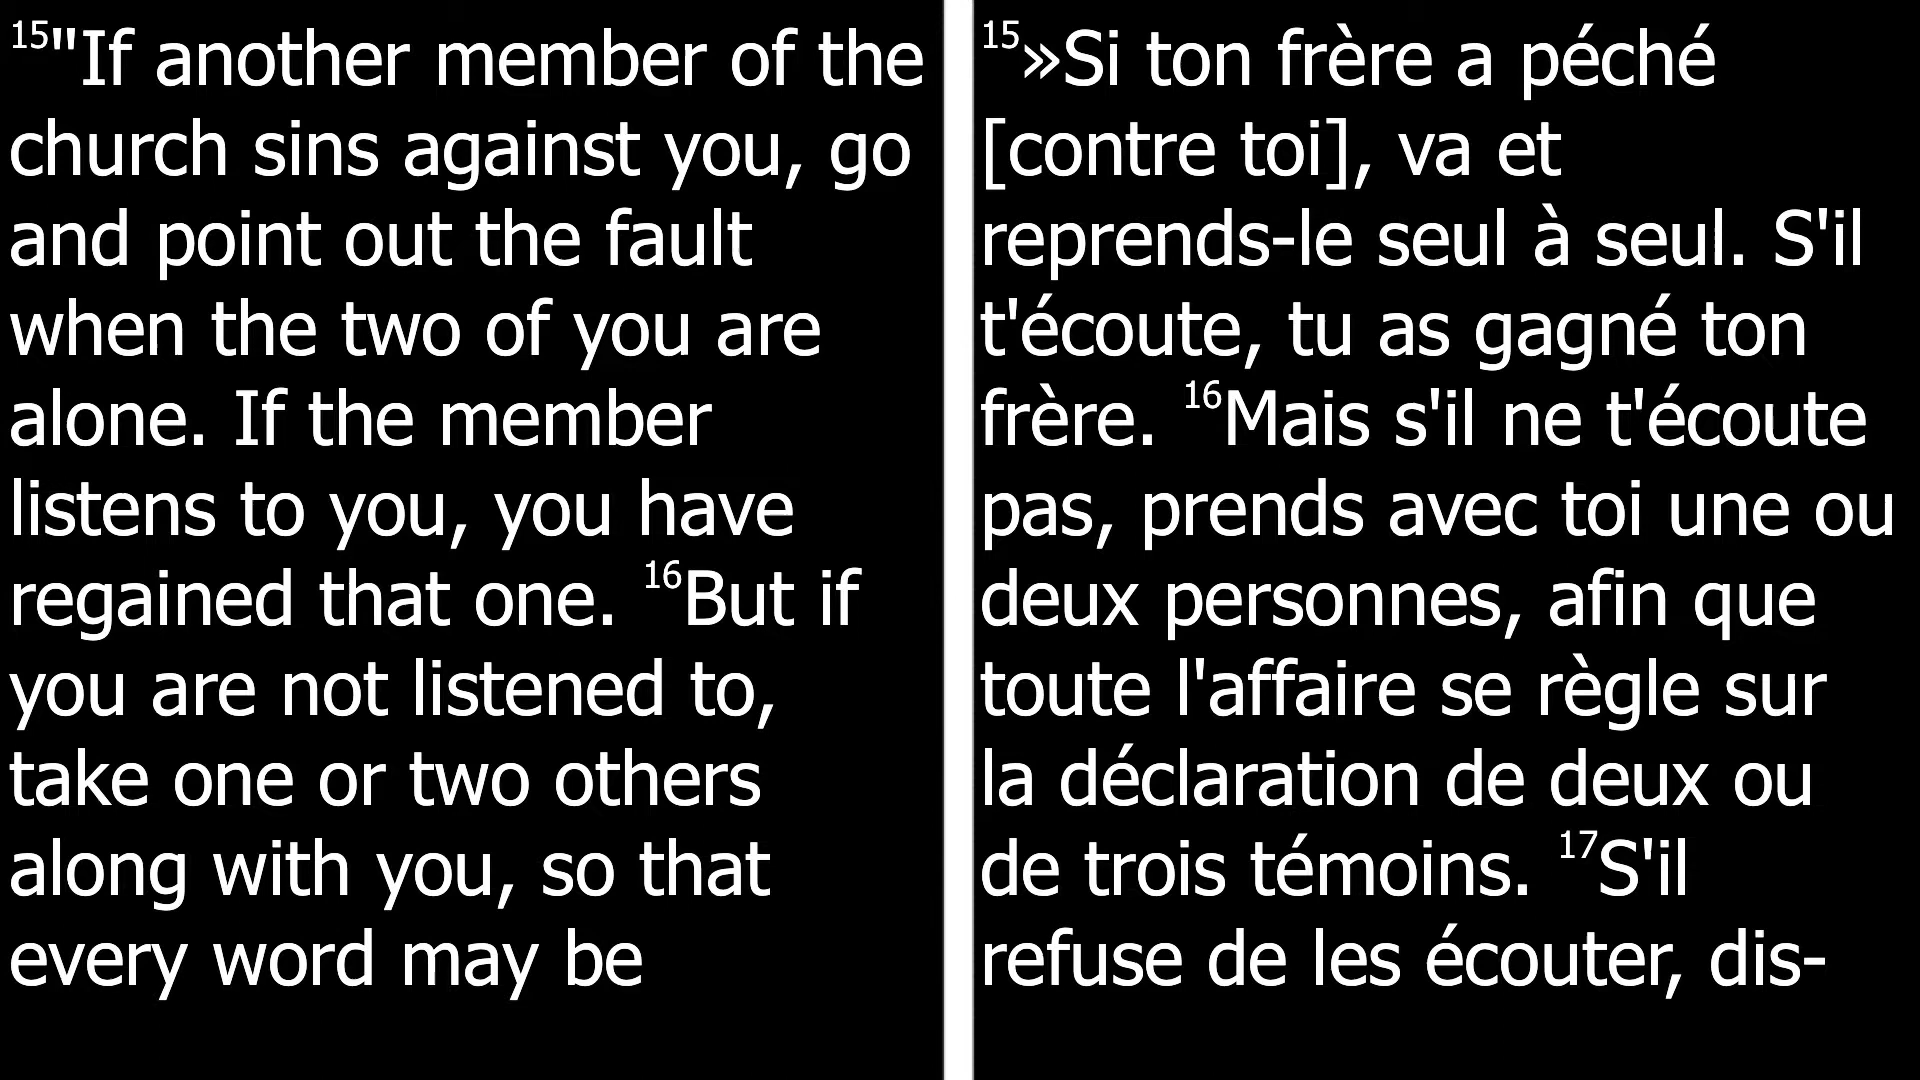 15"If another member of the
church sins against you, go
and point out the fault
when the two of you are
alone. If the member
listens to you, you have
regained that one. 16But if
you are not listened to,
take one or two others
along with you, so that
every word may be
15»Si ton frère a péché
[contre toi], va et
reprends-le seul à seul. S'il
t'écoute, tu as gagné ton
frère. 16Mais s'il ne t'écoute
pas, prends avec toi une ou
deux personnes, afin que
toute l'affaire se règle sur
la déclaration de deux ou
de trois témoins. 17S'il
refuse de les écouter, dis-